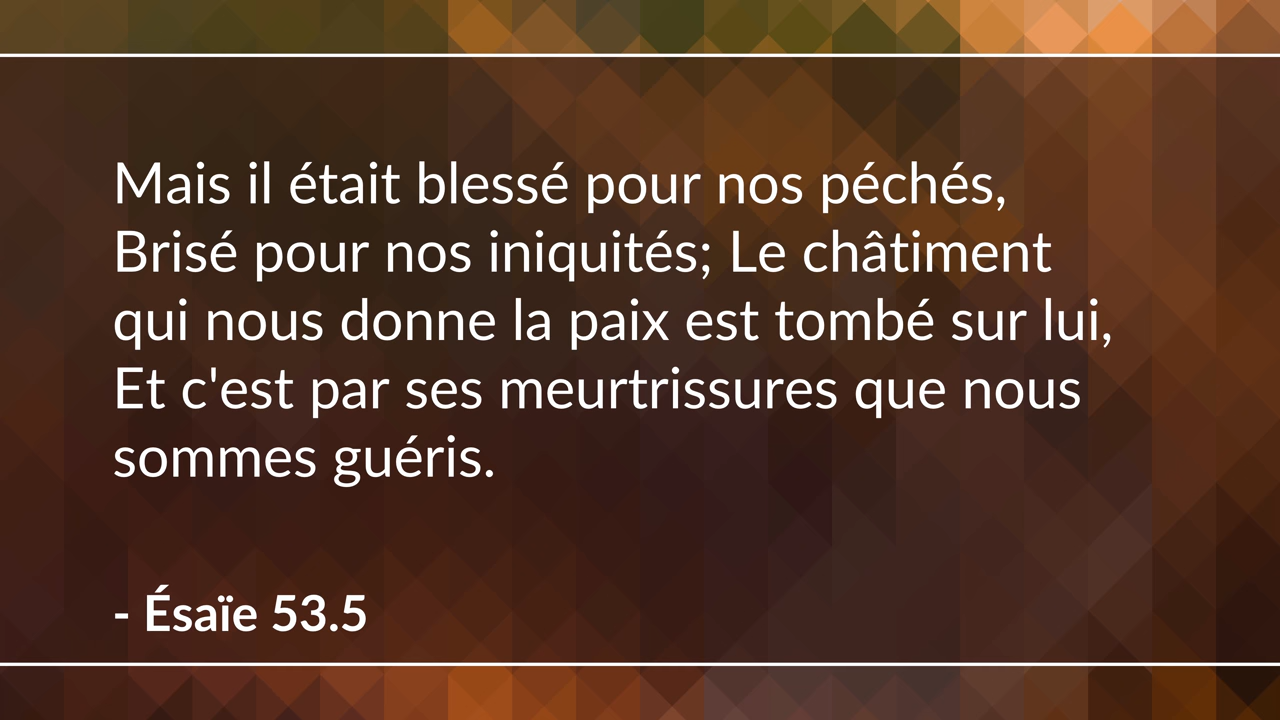 Mais il était blessé pour nos péchés,
Brisé pour nos iniquités; Le châtiment
qui nous donne la paix est tombé sur lui,
Et c'est par ses meurtrissures que nous
sommes guéris.
- Ésaïe 53.5